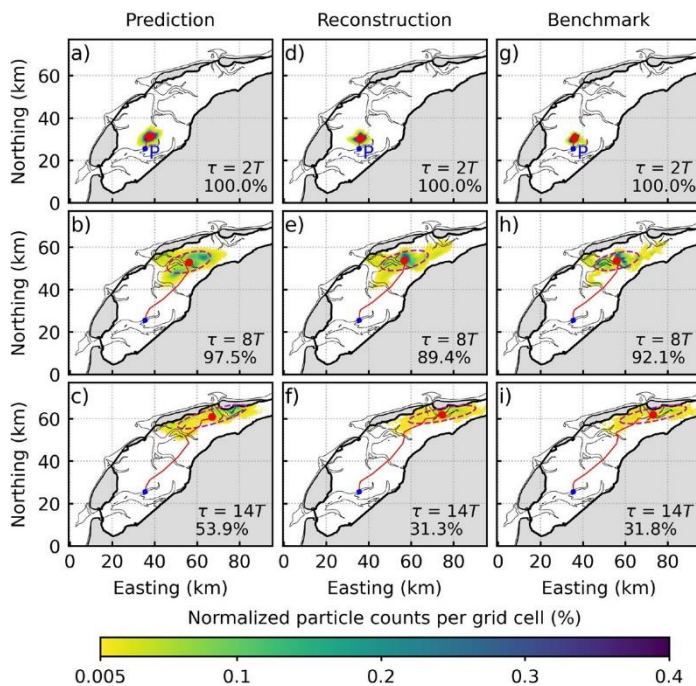 Prediction
Reconstruction
Benchmark
a)
d)
g)
Northing (km)
60
40
20
0
P
P
P
τ = 2T
100.0%
τ = 2T
100.0%
τ = 2T
100.0%
b)
e)
h)
Northing (km)
60
40
20
0
τ = 8T
97.5%
τ = 8T
89.4%
τ = 8T
92.1%
c)
f)
i)
Northing (km)
60
40
20
0
τ = 14T
53.9%
τ = 14T
31.3%
τ = 14T
31.8%
0 20 40 60 80
0 20 40 60 80
0 20 40 60 80
Easting (km)
Easting (km)
Easting (km)
Normalized particle counts per grid cell (%)
0.005 0.1 0.2 0.3 0.4